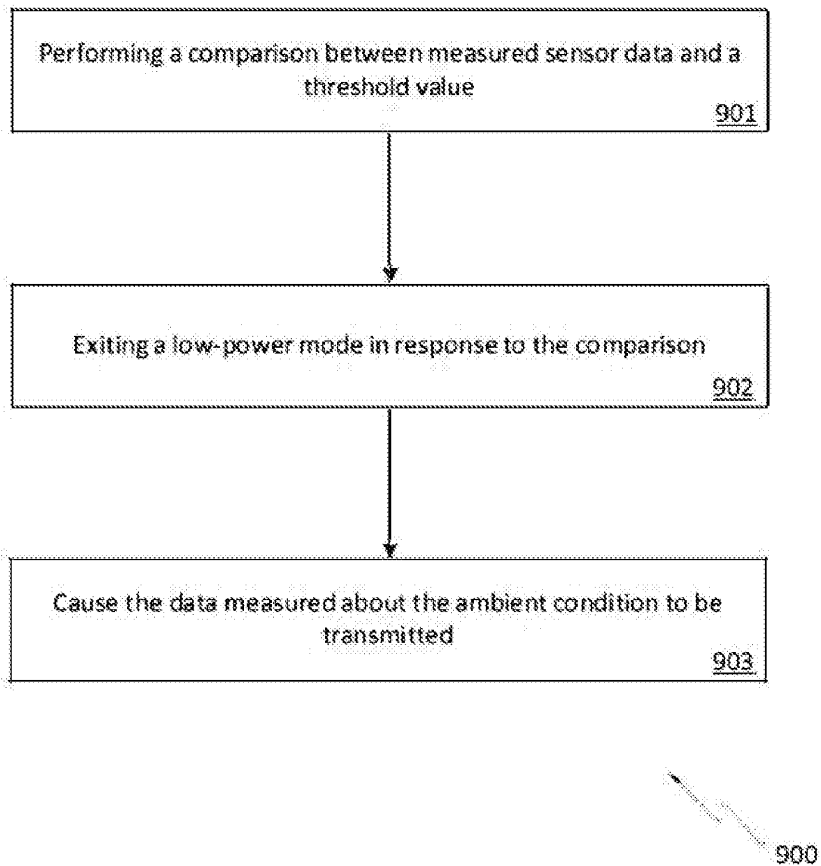 Performing a comparison between measured sensor data and a
threshold value
901
Exiting a low-power mode in response to the comparison
902
Cause the data measured about the ambient condition to be
transmitted
903
900